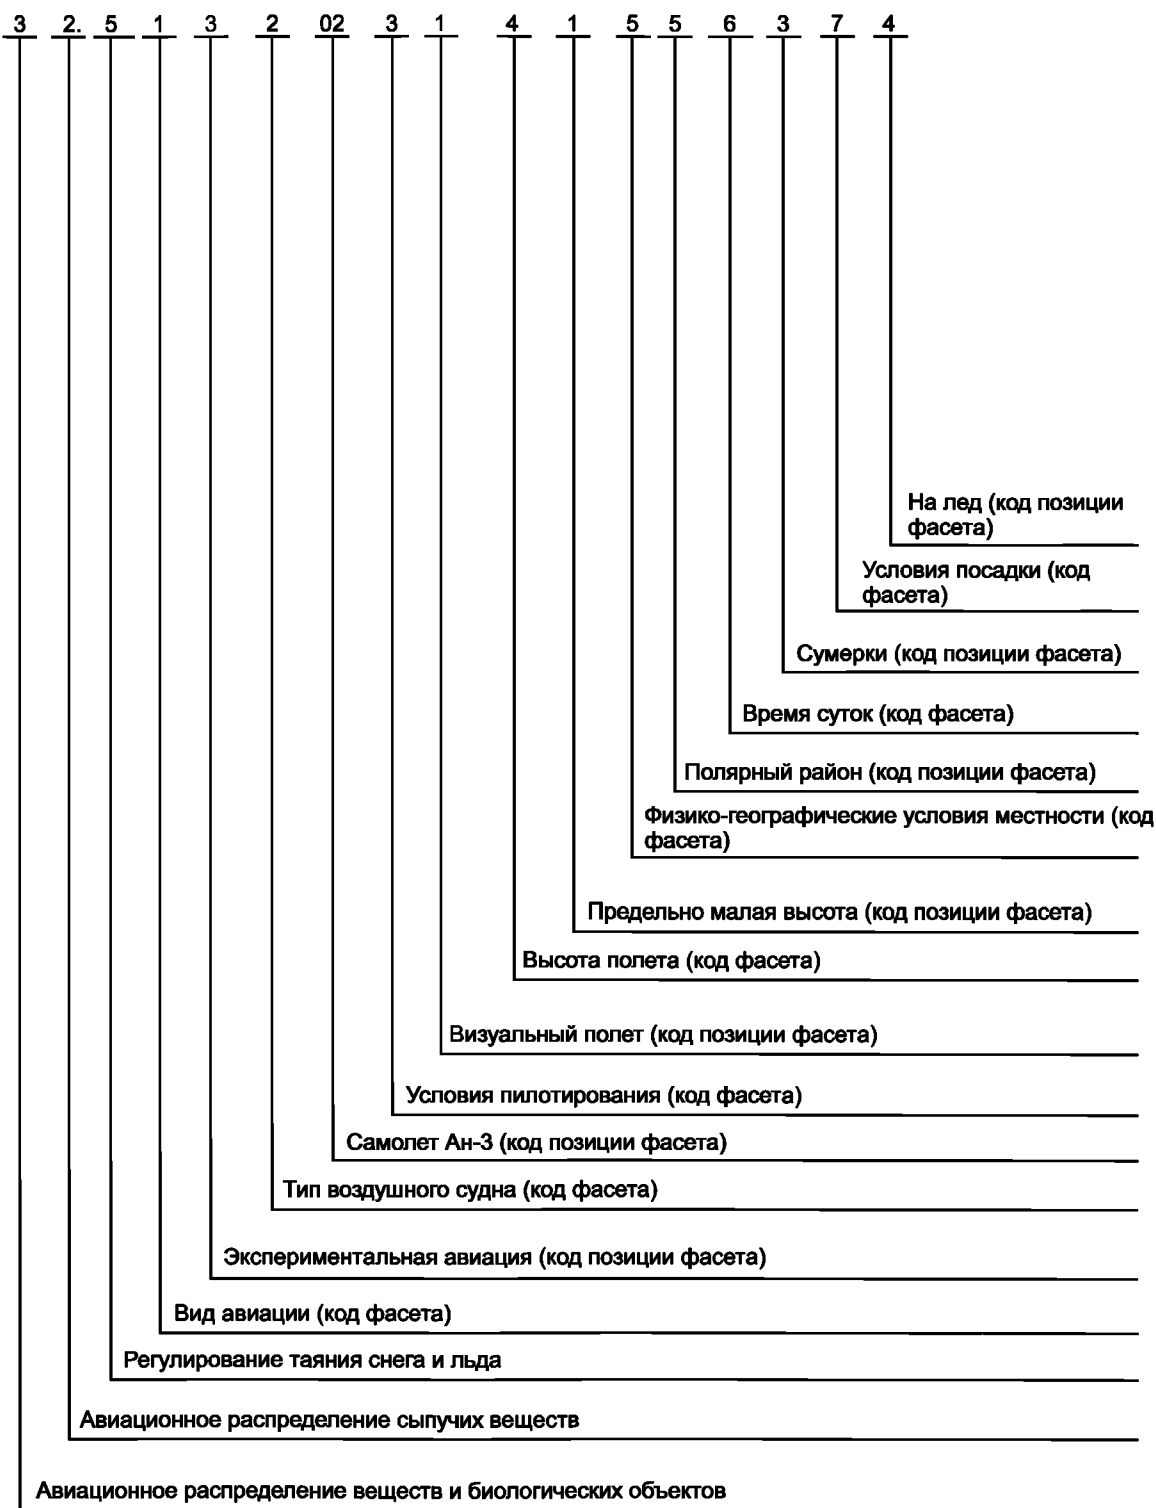 3 2. 5 1 3 2 02 3 1 4 1 5 5 6 3 7 4
На лед (код позиции
фасета)
Условия посадки (код
фасета)
Сумерки (код позиции фасета)
Время суток (код фасета)
Полярный район (код позиции фасета)
Физико-географические условия местности (код
фасета)
Предельно малая высота (код позиции фасета)
Высота полета (код фасета)
Визуальный полет (код позиции фасета)
Условия пилотирования (код фасета)
Самолет Ан-3 (код позиции фасета)
Тип воздушного судна (код фасета)
Экспериментальная авиация (код позиции фасета)
Вид авиации (код фасета)
Регулирование таяния снега и льда
Авиационное распределение сыпучих веществ
Авиационное распределение веществ и биологических объектов